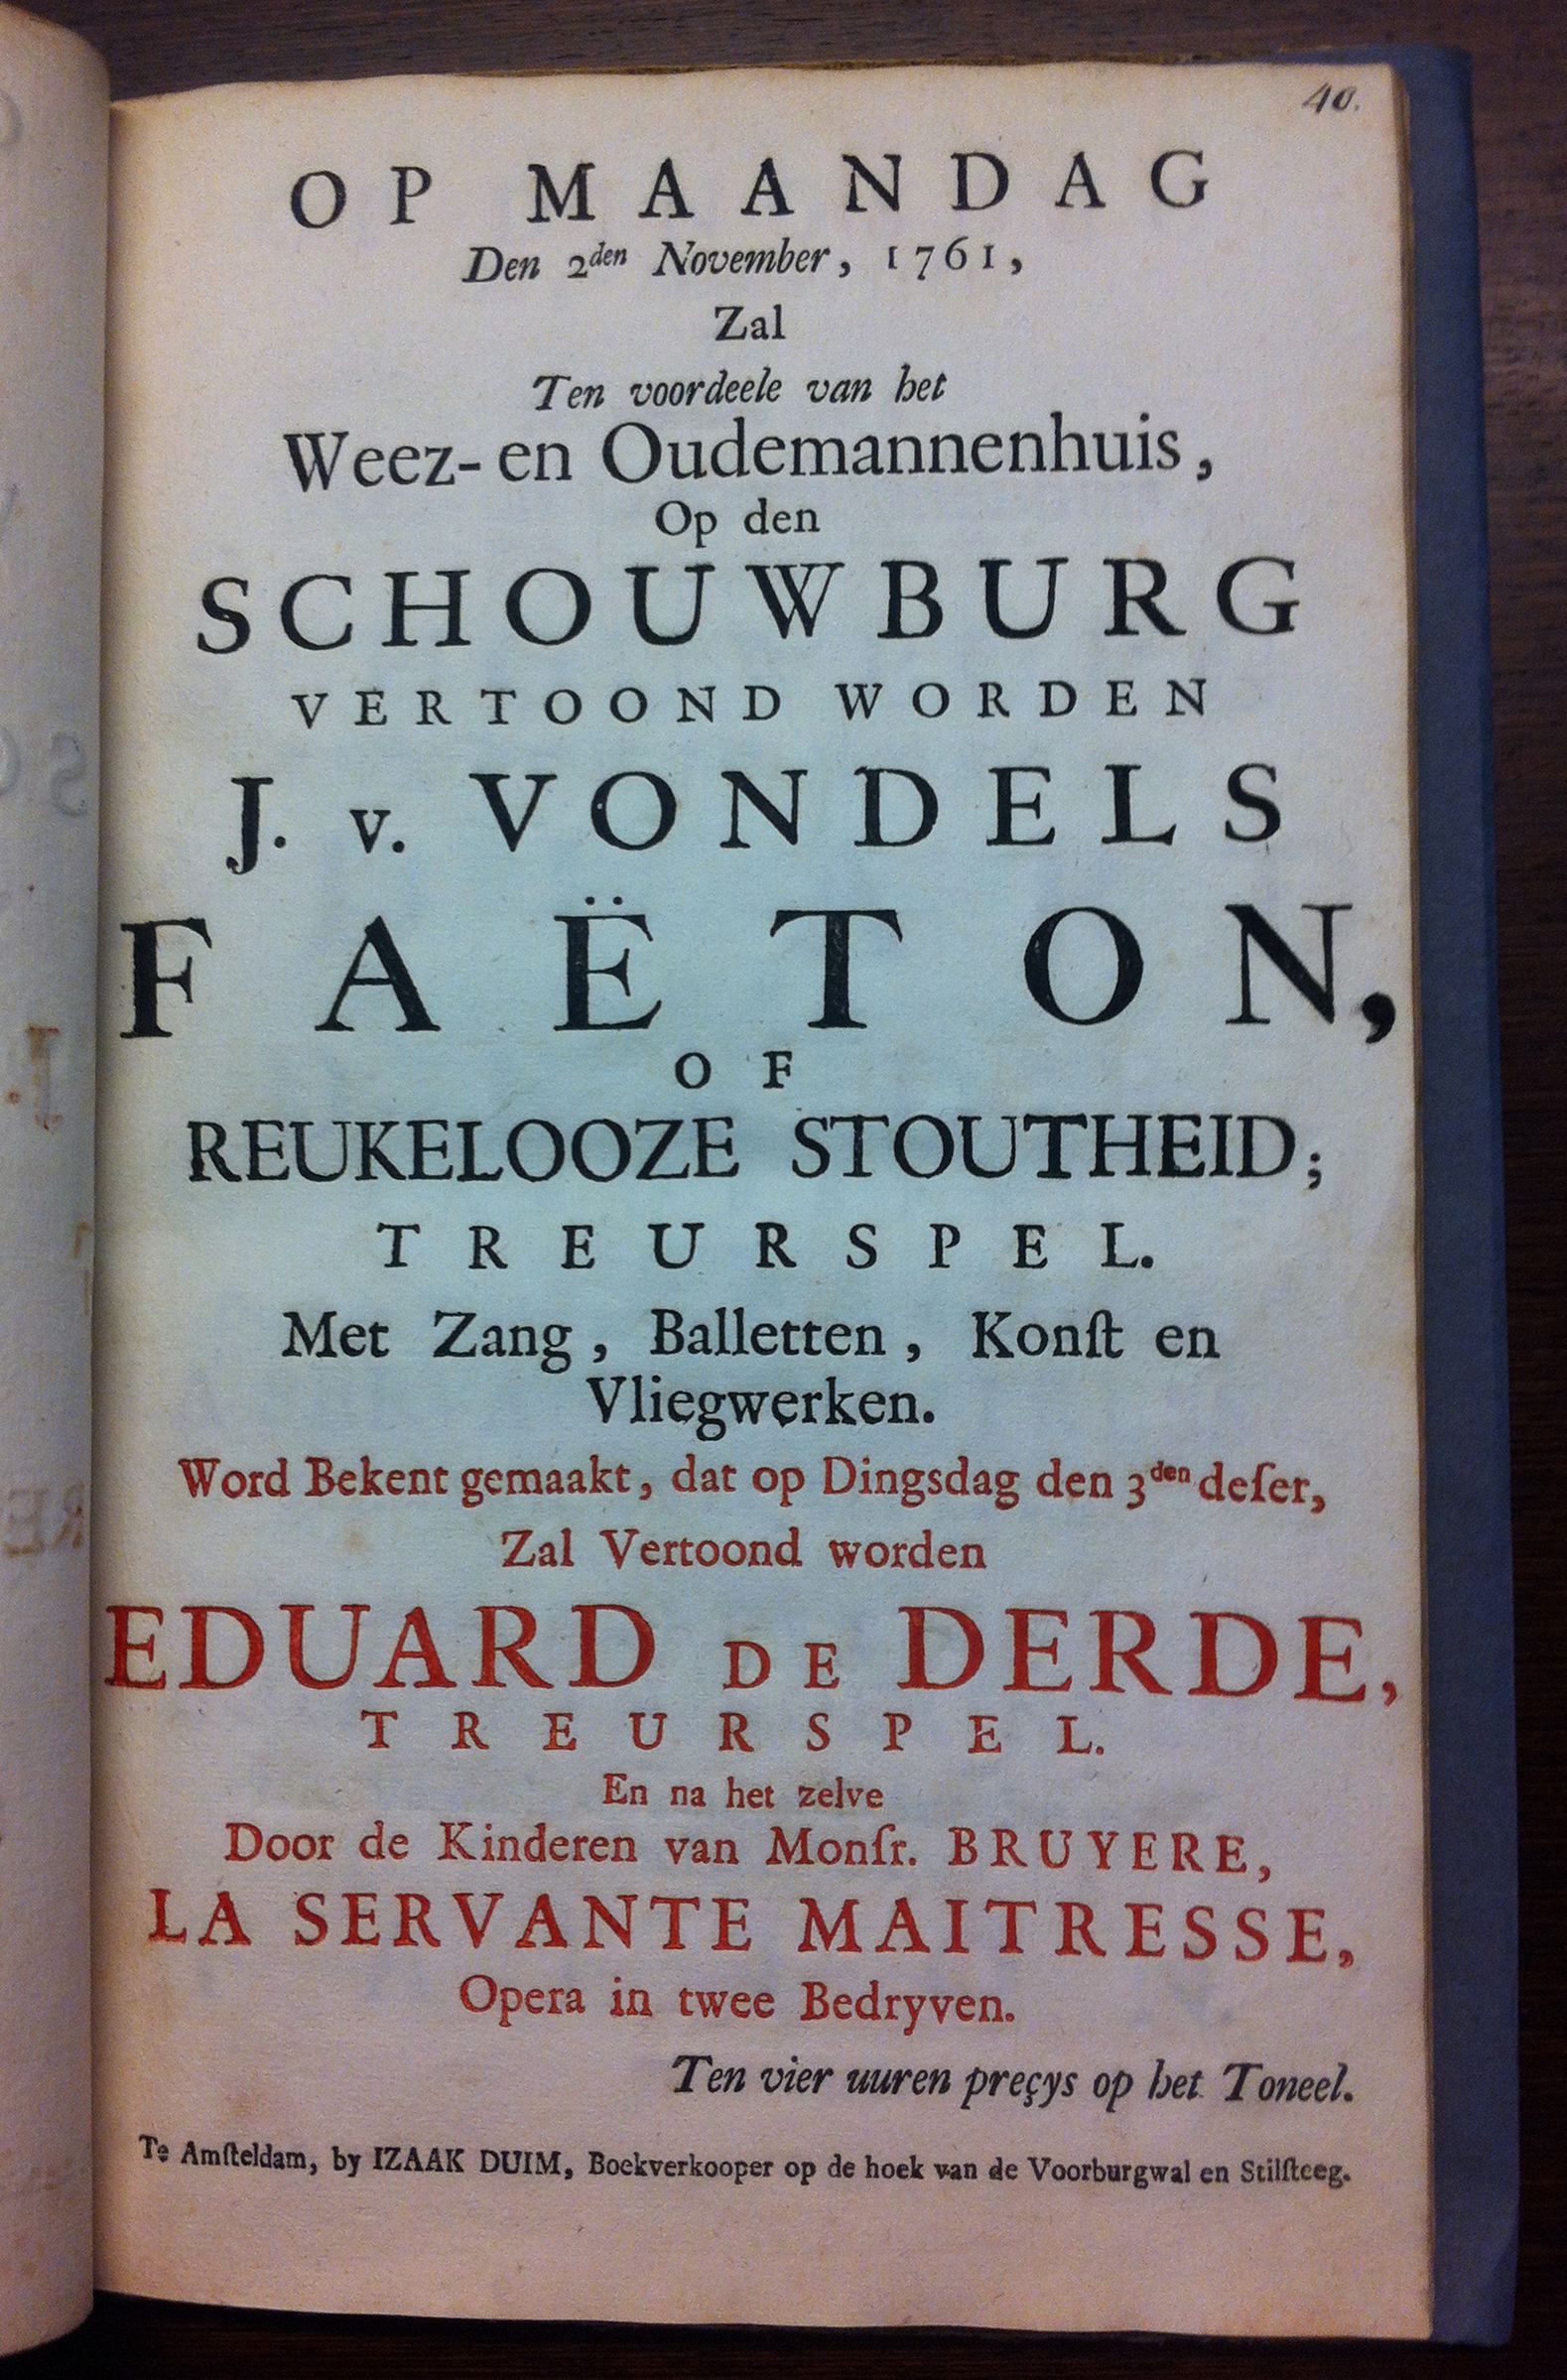 40.
OP MAANDAG
Den 2den November, 1761,
Zal
Ten voordeele van het
Weez- en Oudemannenhuis,
Op den
SCHOUWBURG
VERTOOND WORDEN
J. v. VONDELS
FAËTON,
OF
REUKELOOZE STOUTHEID;
TREURSPEL.
Met Zang, Balletten, Konſt en
Vliegwerken.
Word Bekent gemaakt, dat op Dingsdag den 3den deſer,
Zal Vertoond worden
EDUARD DE DERDE,
TREURSPEL.
En na het zelve
Door de Kinderen van Monſr. BRUYERE,
LA SERVANTE MAITRESSE,
Opera in twee Bedryven.
Ten vier uuren preçys op het Toneel.
Te Amſteldam, by IZAAK DUIM, Boekverkooper op de hoek van de Voorburgwal en Stilſteeg.